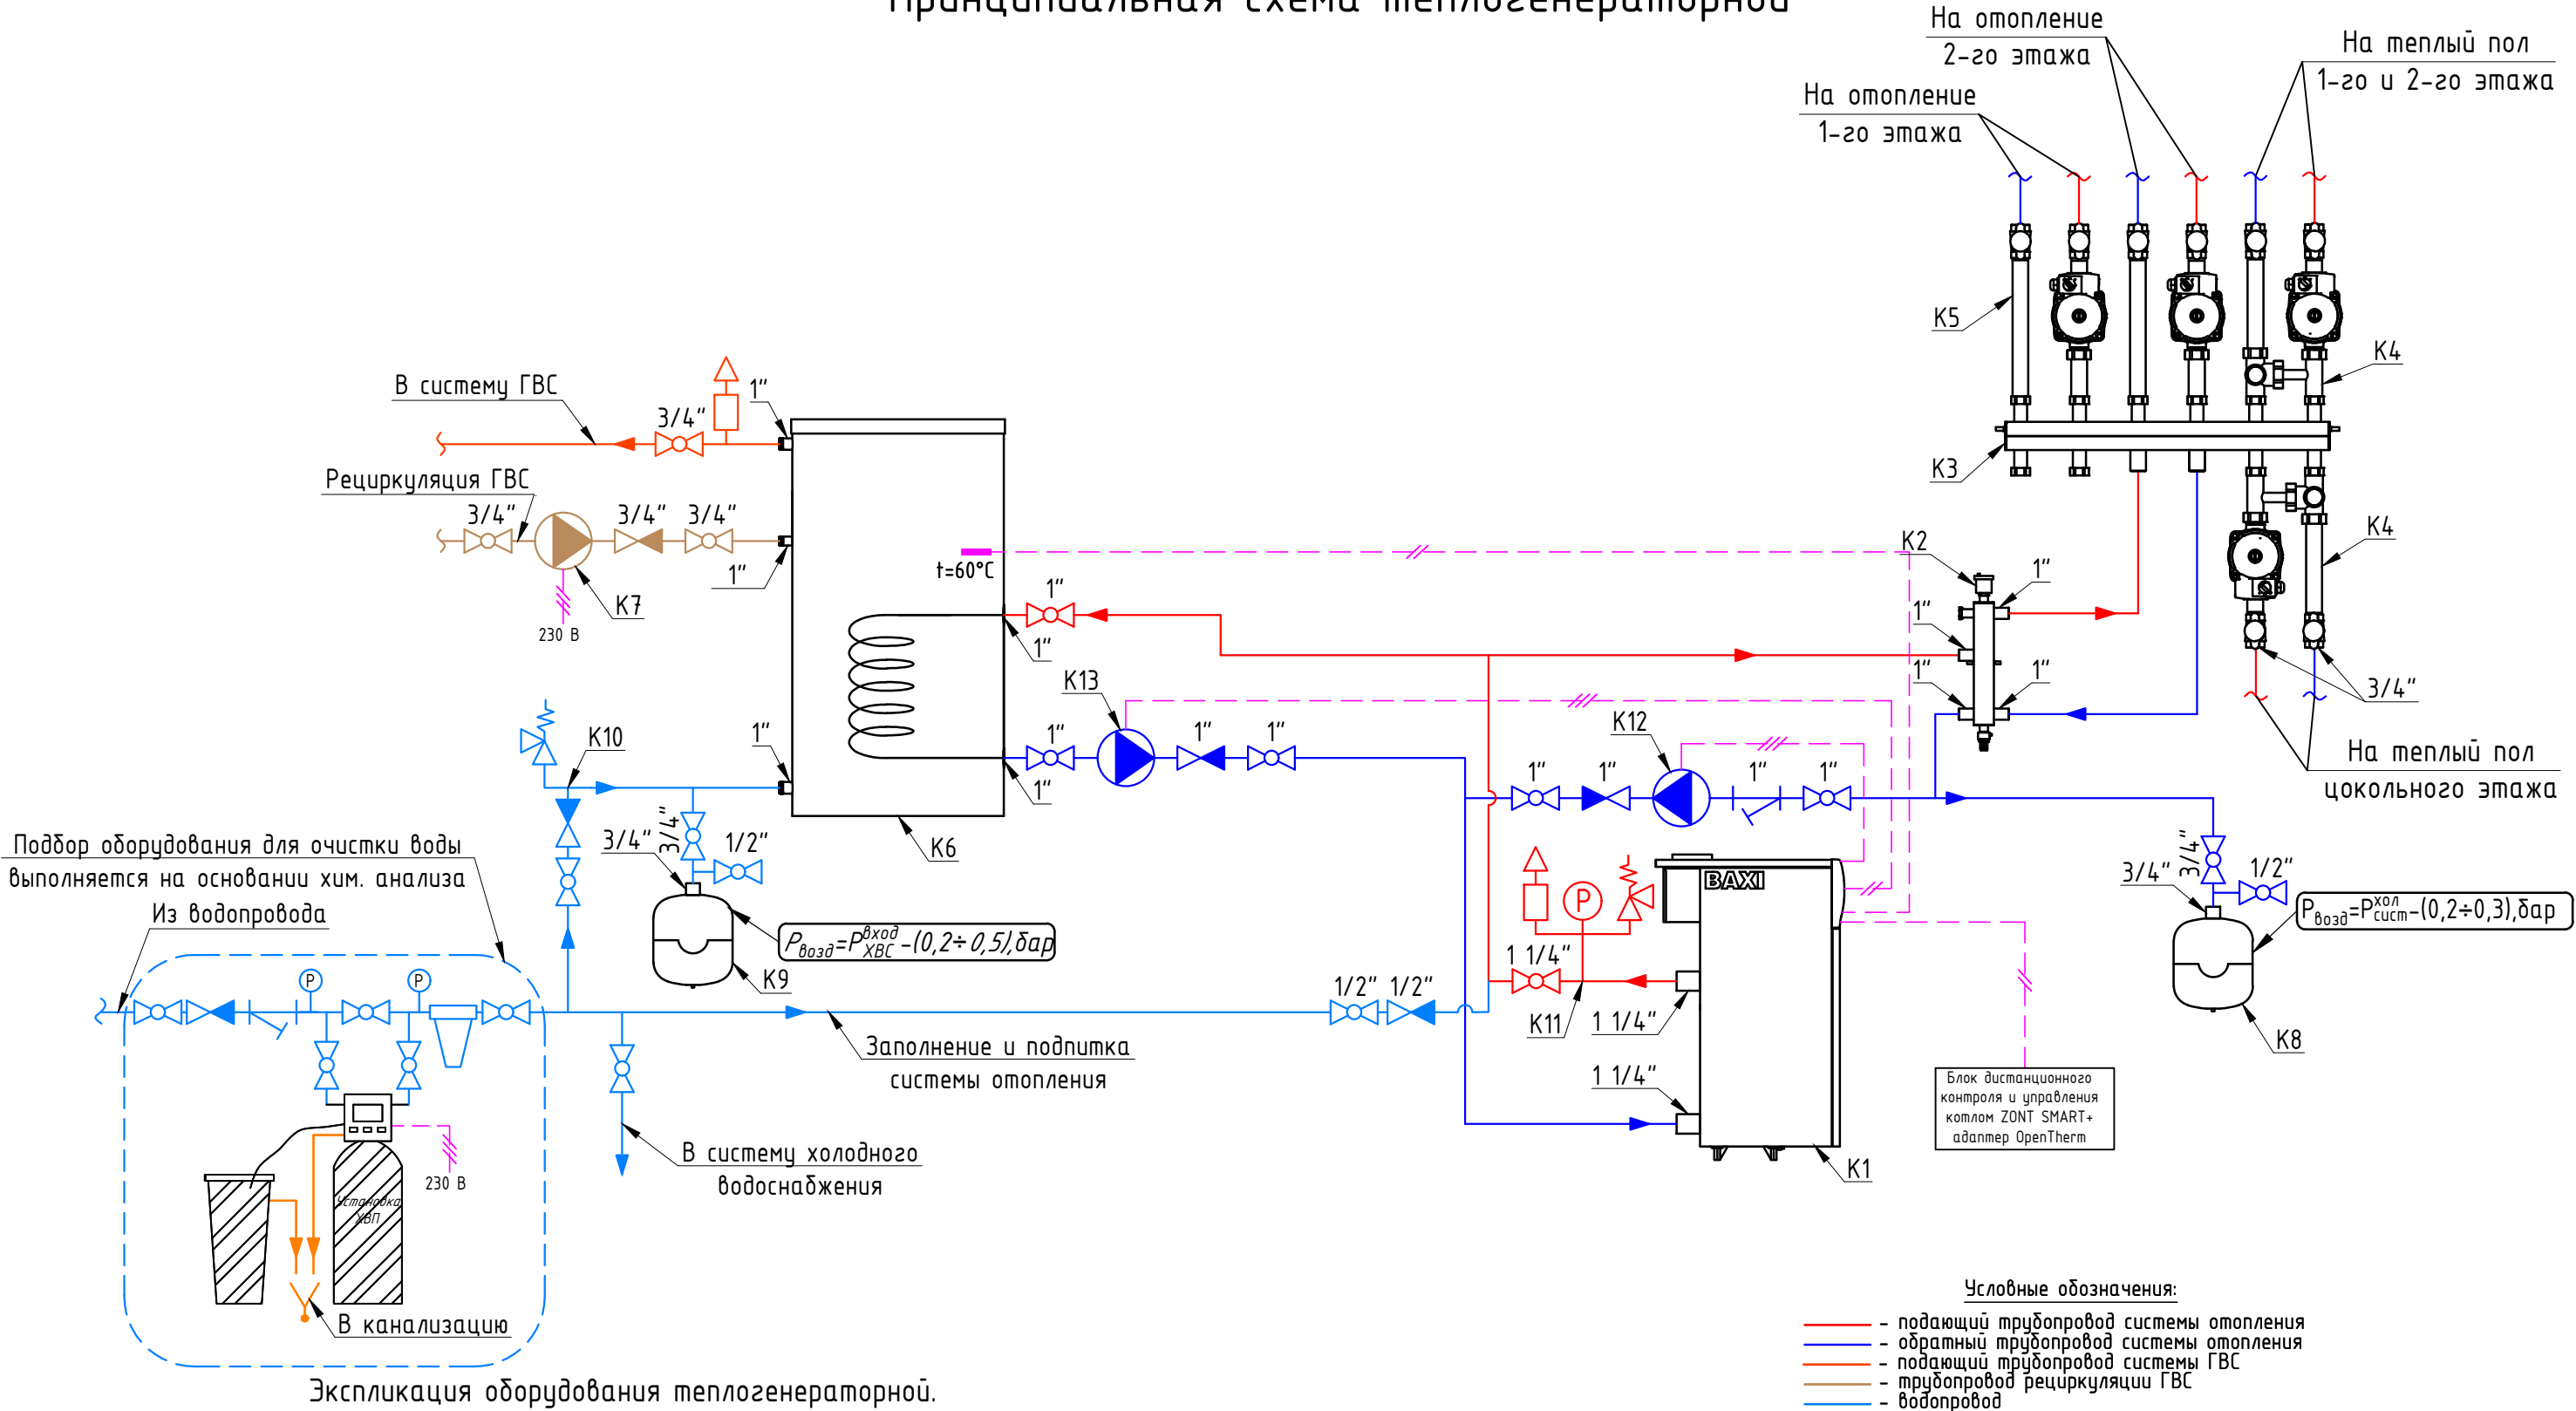 Принципиальная схема теплогенераторной
На отопление
2-го этажа
На теплый пол
1-го и 2-го этажа
На отопление
1-го этажа
К5
К4
К3
К4
3/4"
На теплый пол
цокольного этажа
В систему ГВС
3/4"
1"
Рециркуляция ГВС
3/4"
3/4"
3/4"
1"
К7
230 В
t=60°C
1"
1"
К2
1"
1"
1"
1"
К13
1"
1"
1"
1"
К12
1"
1"
1"
1"
К10
1"
К6
3/4"
3/4"
1/2"
Pвозд=PХВСвход-(0,2÷0,5),бар
К9
Подбор оборудования для очистки воды
выполняется на основании хим. анализа
Из водопровода
P
P
Заполнение и подпитка
системы отопления
1/2"
1/2"
В систему холодного
водоснабжения
230 В
Установка
ХВП
В канализацию
BAXI
P
1 1/4"
К11
1 1/4"
1 1/4"
К1
3/4"
3/4"
1/2"
Pвозд=Pсистхол-(0,2÷0,3),бар
К8
Блок дистанционного
контроля и управления
котлом ZONT SMART+
адаптер OpenTherm
Условные обозначения:
- подающий трубопровод системы отопления
- обратный трубопровод системы отопления
- подающий трубопровод системы ГВС
- трубопровод рециркуляции ГВС
- водопровод
Экспликация оборудования теплогенераторной.